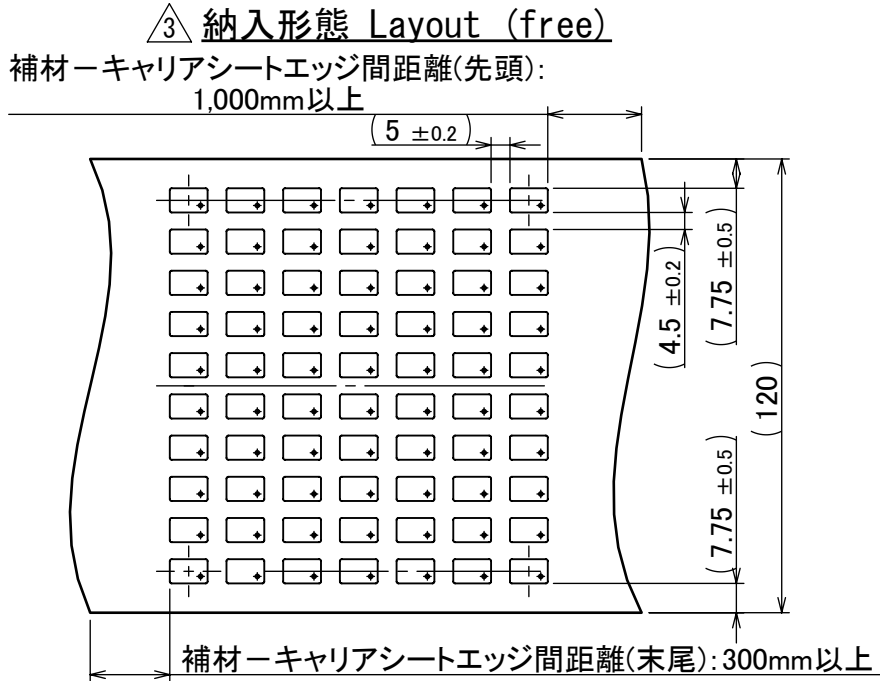 3 納入形態 Layout (free)
補材－キャリアシートエッジ間距離(先頭):
1,000mm以上
(5 ±0.2)
(4.5 ±0.2)
(7.75 ±0.5)
(120)
(7.75 ±0.5)
補材－キャリアシートエッジ間距離(末尾):300mm以上